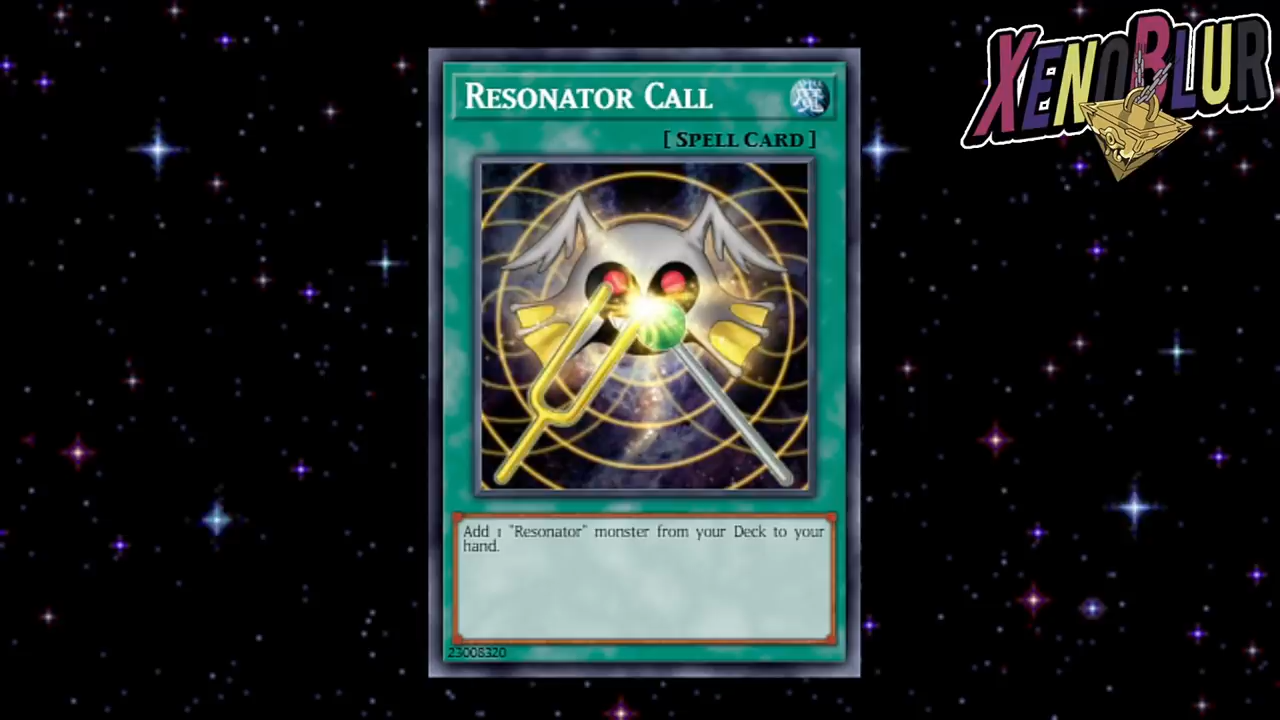 XENOBLUR
RESONATOR CALL
[ SPELL CARD ]
Add 1 "Resonator" monster from your Deck to your
hand.
23008320